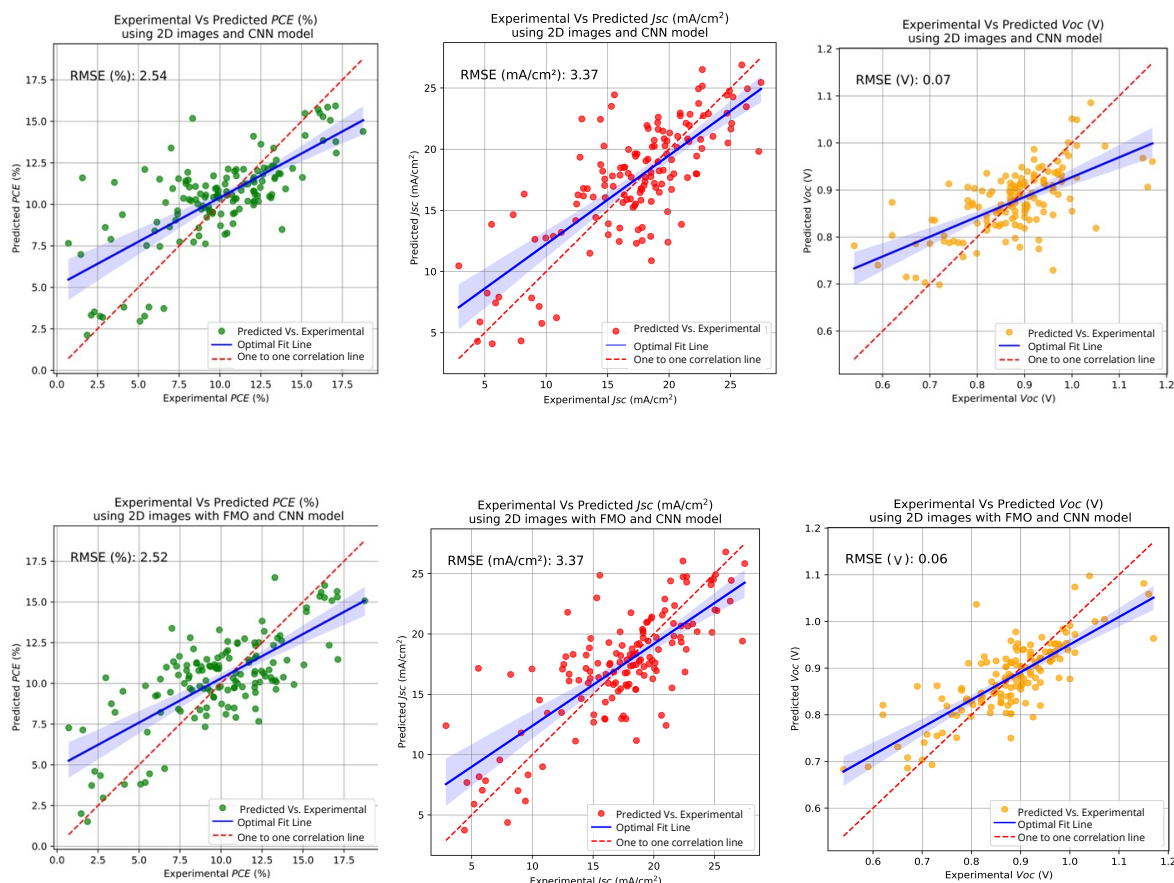 Experimental Vs Predicted PCE (%)
using 2D images and CNN model
RMSE (%): 2.54
Predicted PCE (%)
17.5
15.0
12.5
10.0
7.5
5.0
2.5
0.0
Predicted Vs. Experimental
Optimal Fit Line
One to one correlation line
0.0 2.5 5.0 7.5 10.0 12.5 15.0 17.5
Experimental PCE (%)
Experimental Vs Predicted Jsc (mA/cm²)
using 2D images and CNN model
RMSE (mA/cm²): 3.37
Predicted Jsc (mA/cm²)
25
20
15
10
5
Predicted Vs. Experimental
Optimal Fit Line
One to one correlation line
5 10 15 20 25
Experimental Jsc (mA/cm²)
Experimental Vs Predicted Voc (V)
using 2D images and CNN model
RMSE (V): 0.07
Predicted Voc (V)
1.2
1.1
1.0
0.9
0.8
0.7
0.6
Predicted Vs. Experimental
Optimal Fit Line
One to one correlation line
0.6 0.7 0.8 0.9 1.0 1.1 1.2
Experimental Voc (V)
Experimental Vs Predicted PCE (%)
using 2D images with FMO and CNN model
RMSE (%): 2.52
Predicted PCE (%)
17.5
15.0
12.5
10.0
7.5
5.0
2.5
0.0
Predicted Vs. Experimental
Optimal Fit Line
One to one correlation line
0.0 2.5 5.0 7.5 10.0 12.5 15.0 17.5
Experimental PCE (%)
Experimental Vs Predicted Jsc (mA/cm²)
using 2D images with FMO and CNN model
RMSE (mA/cm²): 3.37
Predicted Jsc (mA/cm²)
25
20
15
10
5
Predicted Vs. Experimental
Optimal Fit Line
One to one correlation line
5 10 15 20 25
Experimental Jsc (mA/cm²)
Experimental Vs Predicted Voc (V)
using 2D images with FMO and CNN model
RMSE (V): 0.06
Predicted Voc (V)
1.2
1.1
1.0
0.9
0.8
0.7
0.6
Predicted Vs. Experimental
Optimal Fit Line
One to one correlation line
0.6 0.7 0.8 0.9 1.0 1.1 1.2
Experimental Voc (V)